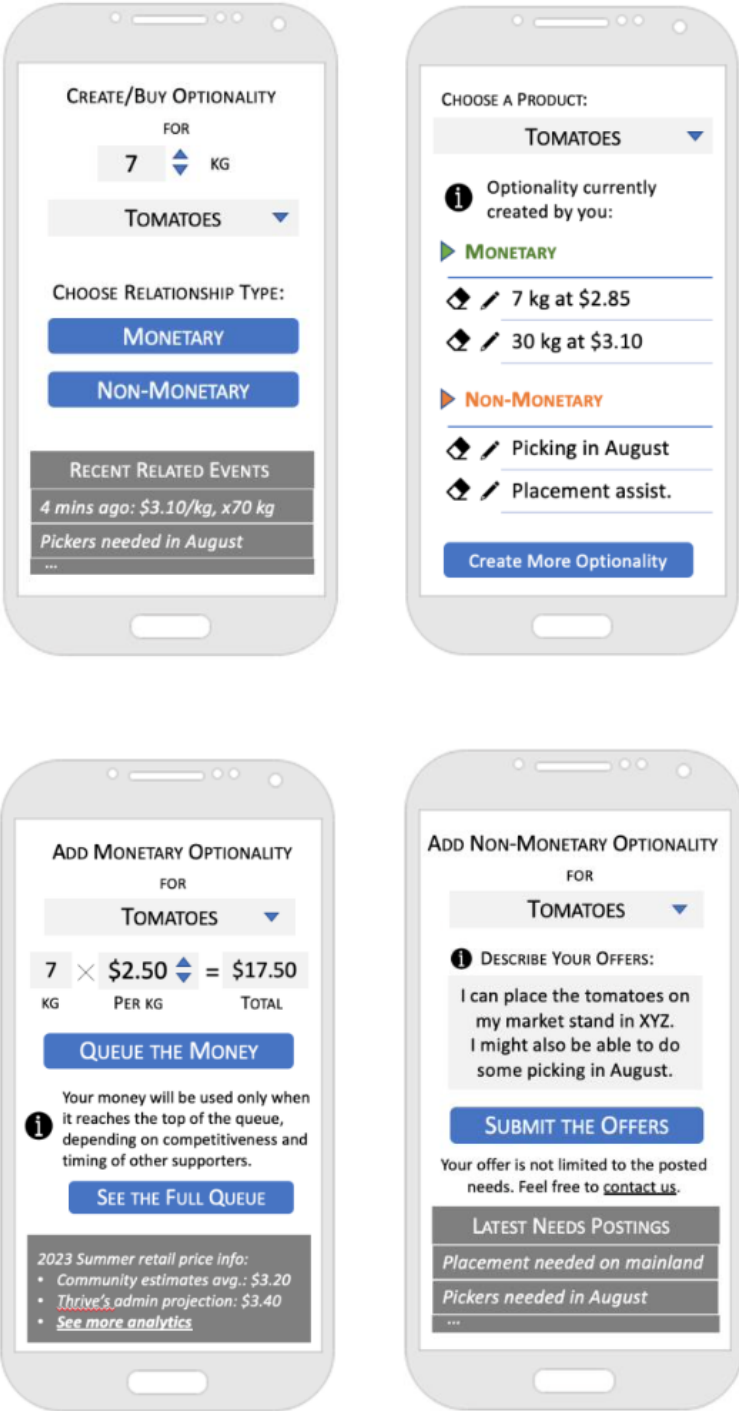 CREATE/BUY OPTIONALITY
FOR
7 KG
TOMATOES
CHOOSE RELATIONSHIP TYPE:
MONETARY
NON-MONETARY
RECENT RELATED EVENTS
4 mins ago: $3.10/kg, x70 kg
Pickers needed in August
...
CHOOSE A PRODUCT:
TOMATOES
Optionality currently
created by you:
MONETARY
7 kg at $2.85
30 kg at $3.10
NON-MONETARY
Picking in August
Placement assist.
Create More Optionality
ADD MONETARY OPTIONALITY
FOR
TOMATOES
7 × $2.50 = $17.50
KG PER KG TOTAL
QUEUE THE MONEY
Your money will be used only when
it reaches the top of the queue,
depending on competitiveness and
timing of other supporters.
SEE THE FULL QUEUE
2023 Summer retail price info:
• Community estimates avg.: $3.20
• Thrive's admin projection: $3.40
• See more analytics
ADD NON-MONETARY OPTIONALITY
FOR
TOMATOES
DESCRIBE YOUR OFFERS:
I can place the tomatoes on
my market stand in XYZ.
I might also be able to do
some picking in August.
SUBMIT THE OFFERS
Your offer is not limited to the posted
needs. Feel free to contact us.
LATEST NEEDS POSTINGS
Placement needed on mainland
Pickers needed in August
...